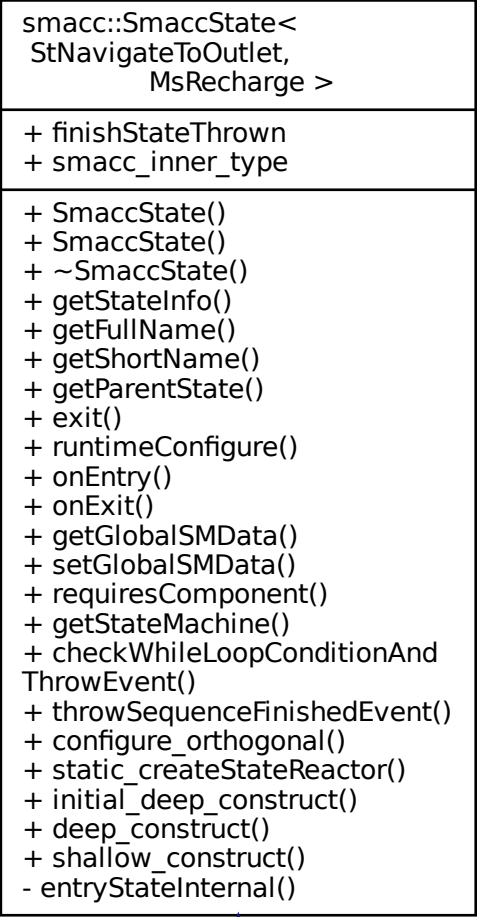 smacc::SmaccState<
StNavigateToOutlet,
MsRecharge >
+ finishStateThrown
+ smacc_inner_type
+ SmaccState()
+ SmaccState()
+ ~SmaccState()
+ getStateInfo()
+ getFullName()
+ getShortName()
+ getParentState()
+ exit()
+ runtimeConfigure()
+ onEntry()
+ onExit()
+ getGlobalSMData()
+ setGlobalSMData()
+ requiresComponent()
+ getStateMachine()
+ checkWhileLoopConditionAnd
ThrowEvent()
+ throwSequenceFinishedEvent()
+ configure_orthogonal()
+ static_createStateReactor()
+ initial_deep_construct()
+ deep_construct()
+ shallow_construct()
- entryStateInternal()